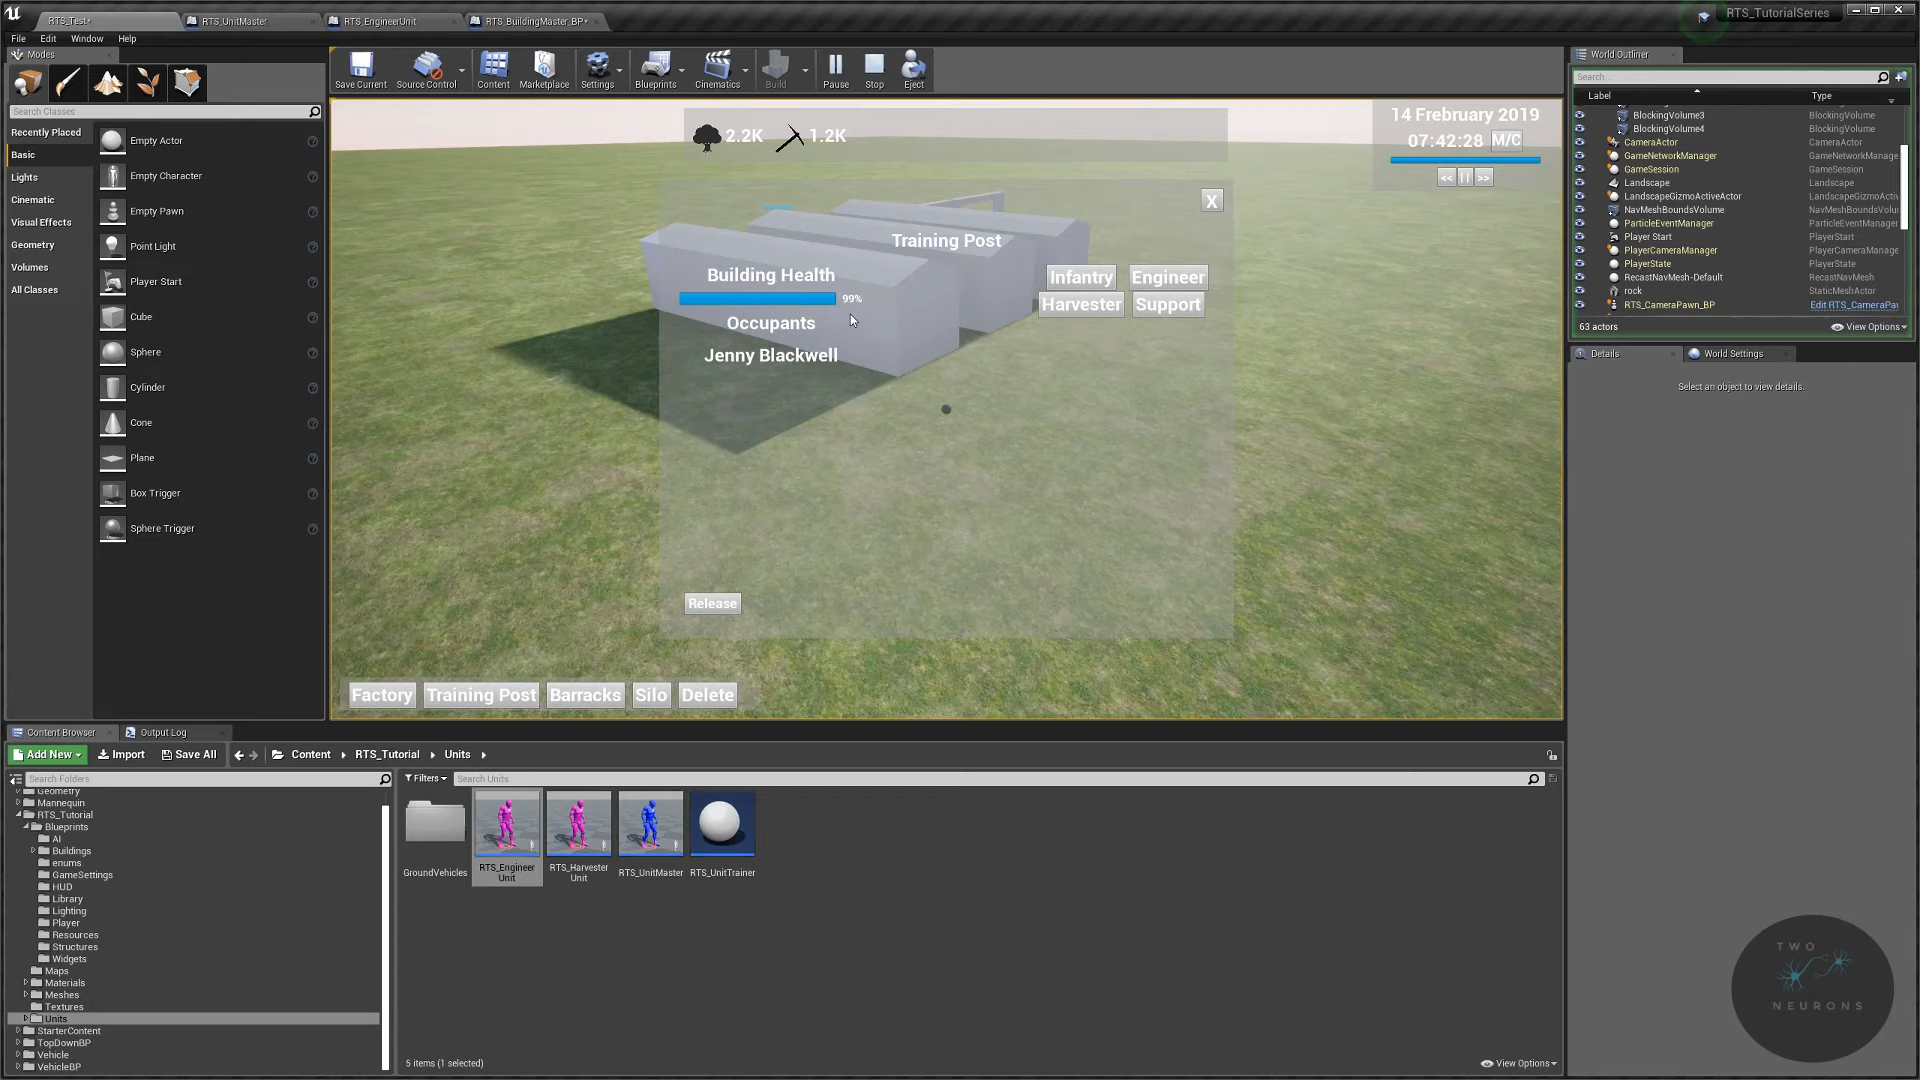 RTS_Test*
RTS_UnitMaster
RTS_EngineerUnit
RTS_BuildingMaster_BP*
RTS_TutorialSeries
File Edit Window Help
Modes
Search Classes
Recently Placed
Basic
Lights
Cinematic
Visual Effects
Geometry
Volumes
All Classes
Empty Actor
Empty Character
Empty Pawn
Point Light
Player Start
Cube
Sphere
Cylinder
Cone
Plane
Box Trigger
Sphere Trigger
Save Current
Source Control
Content
Marketplace
Settings
Blueprints
Cinematics
Build
Pause
Stop
Eject
2.2K 1.2K
14 Frebruary 2019
07:42:28 M/C
<< || >>
X
Training Post
Building Health
99%
Occupants
Jenny Blackwell
Infantry Engineer
Harvester Support
Release
Factory Training Post Barracks Silo Delete
World Outliner
Search...
Label Type
BlockingVolume3 BlockingVolume
BlockingVolume4 BlockingVolume
CameraActor CameraActor
GameNetworkManager GameNetworkManage
GameSession GameSession
Landscape Landscape
LandscapeGizmoActiveActor LandscapeGizmoActiveA
NavMeshBoundsVolume NavMeshBoundsVolu
ParticleEventManager ParticleEventManager
Player Start PlayerStart
PlayerCameraManager PlayerCameraManage
PlayerState PlayerState
RecastNavMesh-Default RecastNavMesh
rock StaticMeshActor
RTS_CameraPawn_BP Edit RTS_CameraPa
63 actors
View Options
Details
World Settings
Select an object to view details.
Content Browser
Output Log
Add New
Import
Save All
Content
RTS_Tutorial
Units
Search Folders
Filters
Search Units
Geometry
Mannequin
RTS_Tutorial
Blueprints
AI
Buildings
enums
GameSettings
HUD
Library
Lighting
Player
Resources
Structures
Widgets
Maps
Materials
Meshes
Textures
Units
StarterContent
TopDownBP
Vehicle
VehicleBP
GroundVehicles
RTS_Engineer
Unit
RTS_Harvester
Unit
RTS_UnitMaster
RTS_UnitTrainer
5 items (1 selected)
View Options
TWO
NEURONS